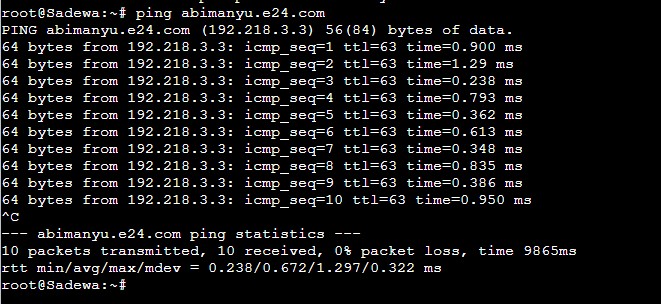 root@Sadewa:~# ping abimanyu.e24.com
PING abimanyu.e24.com (192.218.3.3) 56(84) bytes of data.
64 bytes from 192.218.3.3: icmp_seq=1 ttl=63 time=0.900 ms
64 bytes from 192.218.3.3: icmp_seq=2 ttl=63 time=1.29 ms
64 bytes from 192.218.3.3: icmp_seq=3 ttl=63 time=0.238 ms
64 bytes from 192.218.3.3: icmp_seq=4 ttl=63 time=0.793 ms
64 bytes from 192.218.3.3: icmp_seq=5 ttl=63 time=0.362 ms
64 bytes from 192.218.3.3: icmp_seq=6 ttl=63 time=0.613 ms
64 bytes from 192.218.3.3: icmp_seq=7 ttl=63 time=0.348 ms
64 bytes from 192.218.3.3: icmp_seq=8 ttl=63 time=0.835 ms
64 bytes from 192.218.3.3: icmp_seq=9 ttl=63 time=0.386 ms
64 bytes from 192.218.3.3: icmp_seq=10 ttl=63 time=0.950 ms
^C
--- abimanyu.e24.com ping statistics ---
10 packets transmitted, 10 received, 0% packet loss, time 9865ms
rtt min/avg/max/mdev = 0.238/0.672/1.297/0.322 ms
root@Sadewa:~#